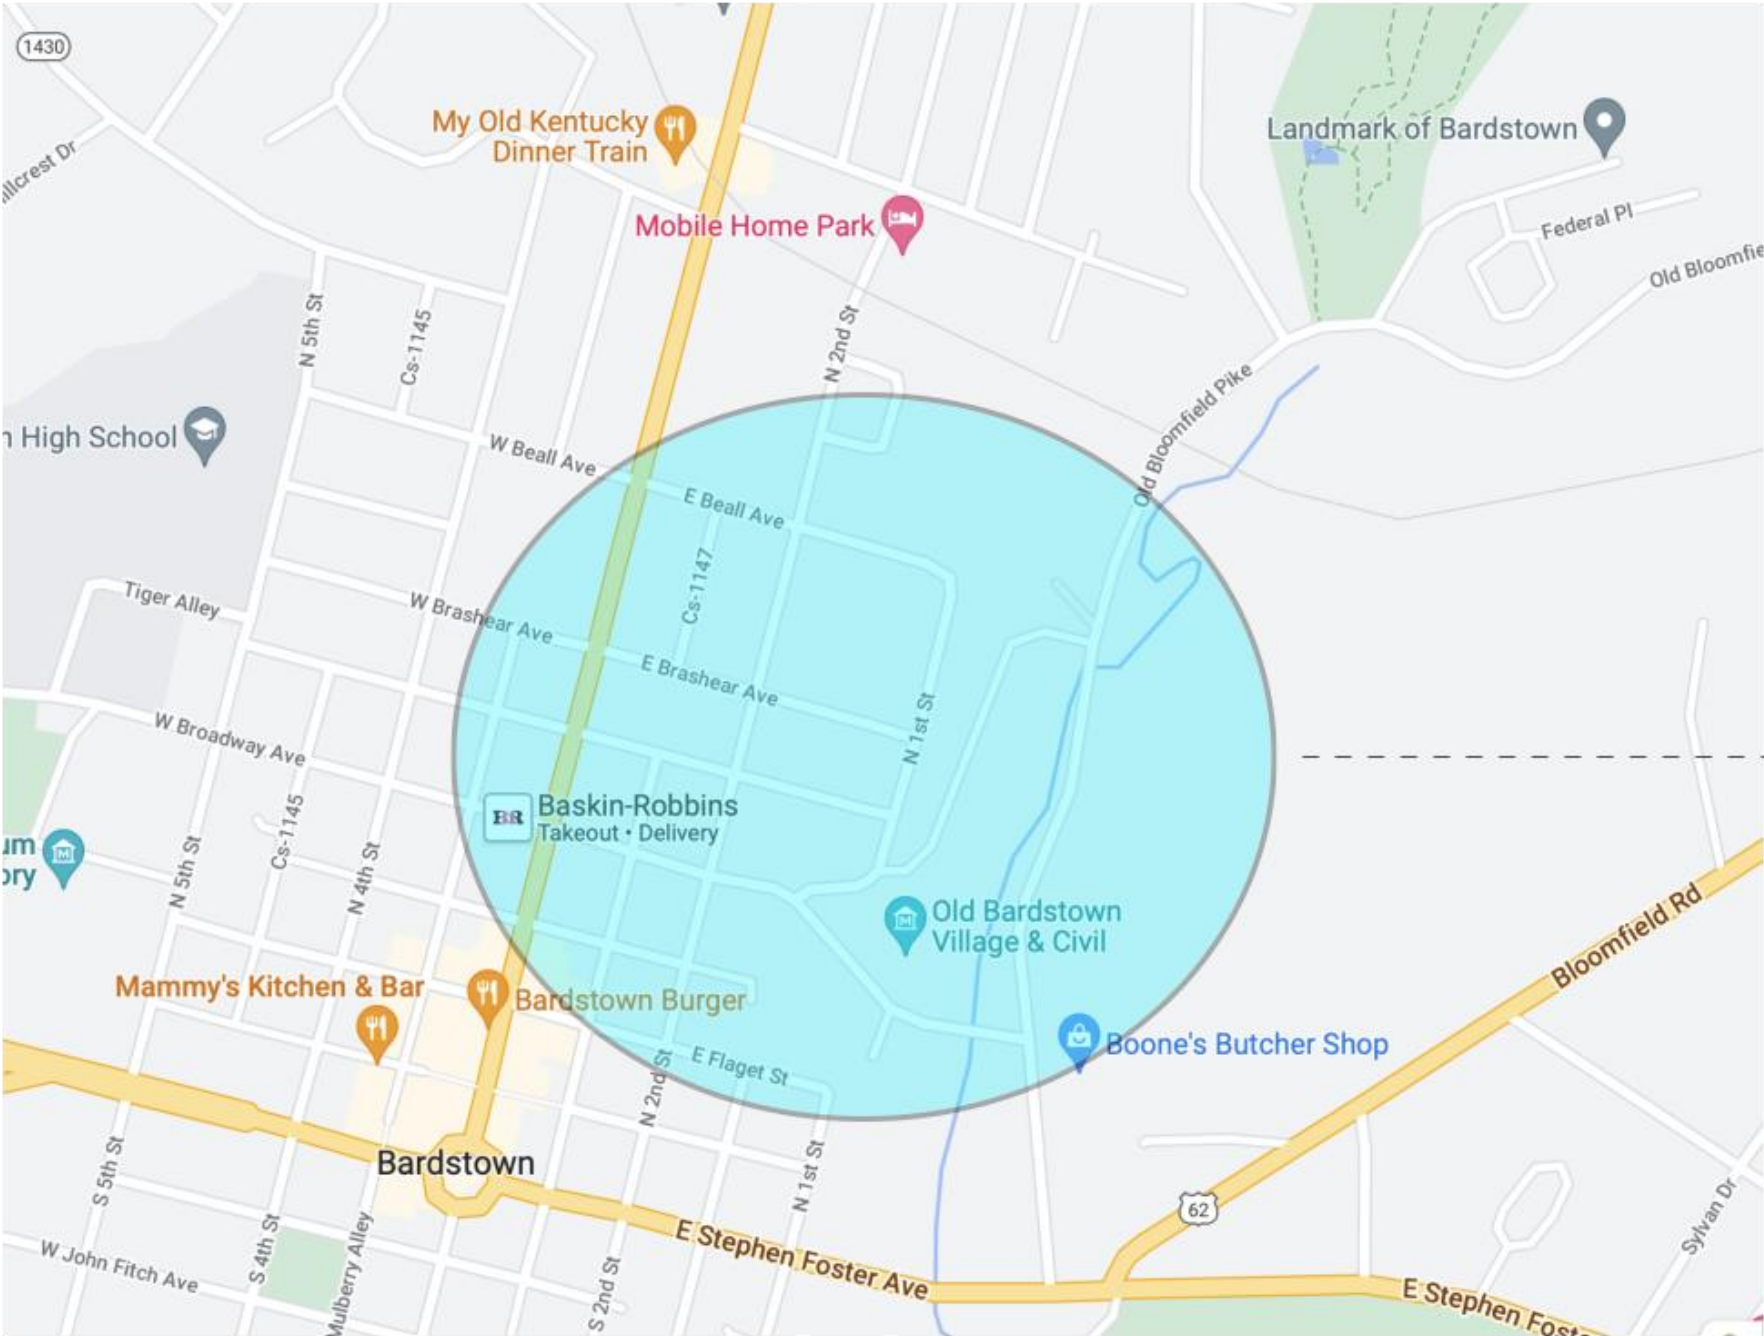 1430
My Old Kentucky
Dinner Train
Landmark of Bardstown
illcrest Dr
Mobile Home Park
Federal Pl
Old Bloomfie
N 5th St
Cs-1145
N 2nd St
Old Bloomfield Pike
h High School
W Beall Ave
E Beall Ave
Cs-1147
Tiger Alley
W Brashear Ave
E Brashear Ave
N 1st St
W Broadway Ave
BR
Baskin-Robbins
Takeout • Delivery
um
ory
Cs-1145
N 5th St
N 4th St
Old Bardstown
Village & Civil
Bloomfield Rd
Mammy's Kitchen & Bar
Bardstown Burger
Boone's Butcher Shop
E Flaget St
N 2nd St
Bardstown
S 5th St
N 1st St
62
Sylvan Dr
E Stephen Foster Ave
W John Fitch Ave
S 4th St
Mulberry Alley
S 2nd St
E Stephen Foste